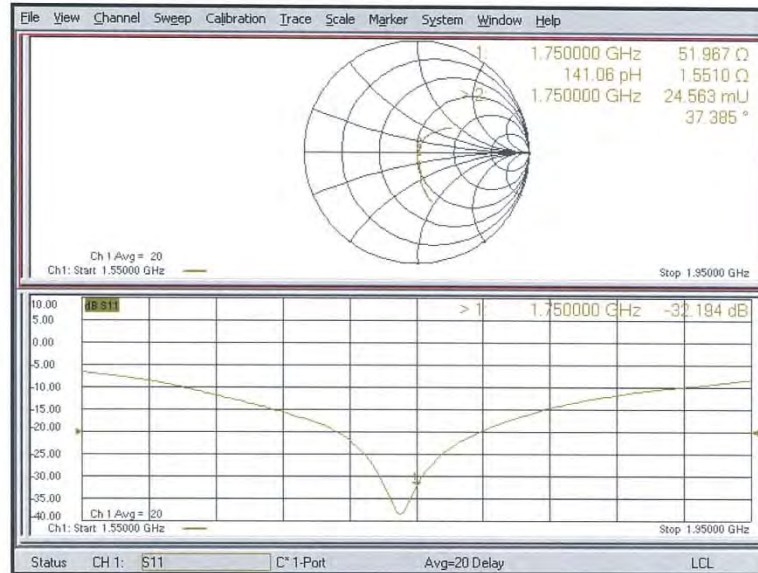 File View Channel Sweep Calibration Trace Scale Marker System Window Help
1: 1.750000 GHz 51.967 Ω
141.06 pH 1.5510 Ω
> 2: 1.750000 GHz 24.563 mU
37.385 °
Ch 1 Avg = 20
Ch1: Start 1.55000 GHz
Stop 1.95000 GHz
10.00 dB S11 > 1: 1.750000 GHz -32.194 dB
5.00
0.00
-5.00
-10.00
-15.00
-20.00
-25.00
-30.00
-35.00
-40.00
Ch 1 Avg = 20
Ch1: Start 1.55000 GHz
Stop 1.95000 GHz
Status CH 1: S11 C* 1-Port Avg=20 Delay LCL